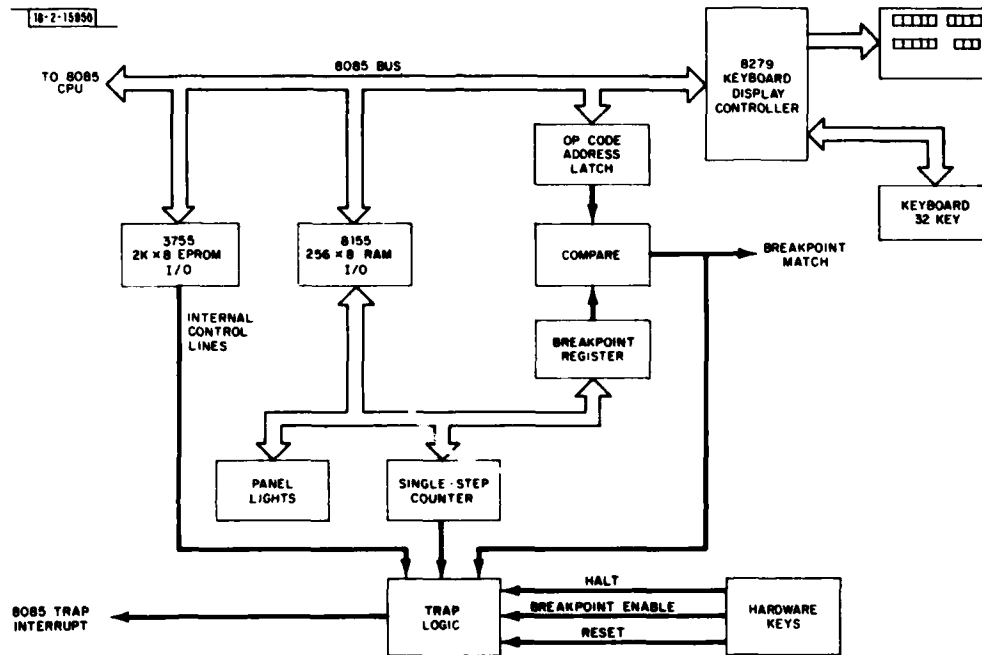 18-2-15956
TO 8085
CPU
8085 BUS
8279
KEYBOARD
DISPLAY
CONTROLLER
OP CODE
ADDRESS
LATCH
KEYBOARD
32 KEY
3755
2K × 8 EPROM
I/O
8155
256 × 8 RAM
I/O
COMPARE
BREAKPOINT
MATCH
INTERNAL
CONTROL
LINES
BREAKPOINT
REGISTER
PANEL
LIGHTS
SINGLE-STEP
COUNTER
8085 TRAP
INTERRUPT
TRAP
LOGIC
HALT
BREAKPOINT ENABLE
RESET
HARDWARE
KEYS